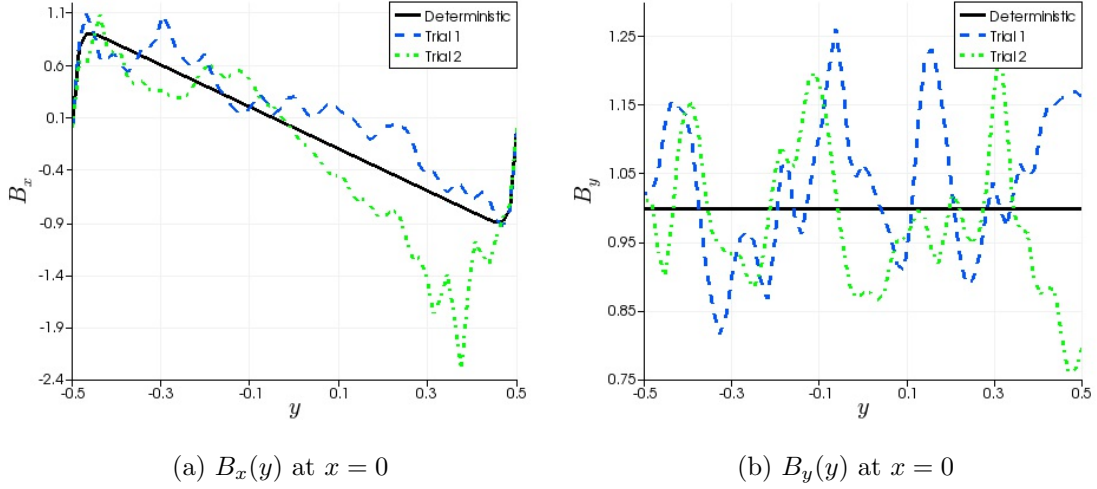 1.1
0.6
0.1
-0.4
-0.9
-1.4
-1.9
-2.4
B_x
-0.5
-0.3
-0.1
0.1
0.3
0.5
y
Deterministic
Trial 1
Trial 2
(a) B_x(y) at x = 0
1.25
1.15
1.05
0.95
0.85
0.75
B_y
-0.5
-0.3
-0.1
0.1
0.3
0.5
y
Deterministic
Trial 1
Trial 2
(b) B_y(y) at x = 0